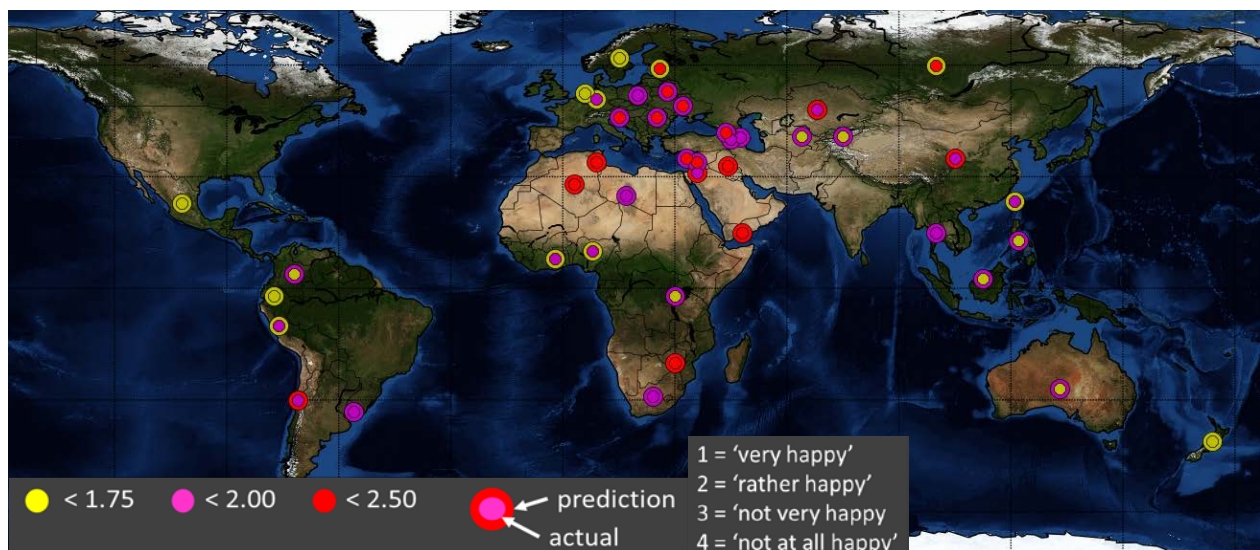 < 1.75
< 2.00
< 2.50
prediction
actual
1 = ‘very happy’
2 = ‘rather happy’
3 = ‘not very happy
4 = ‘not at all happy’